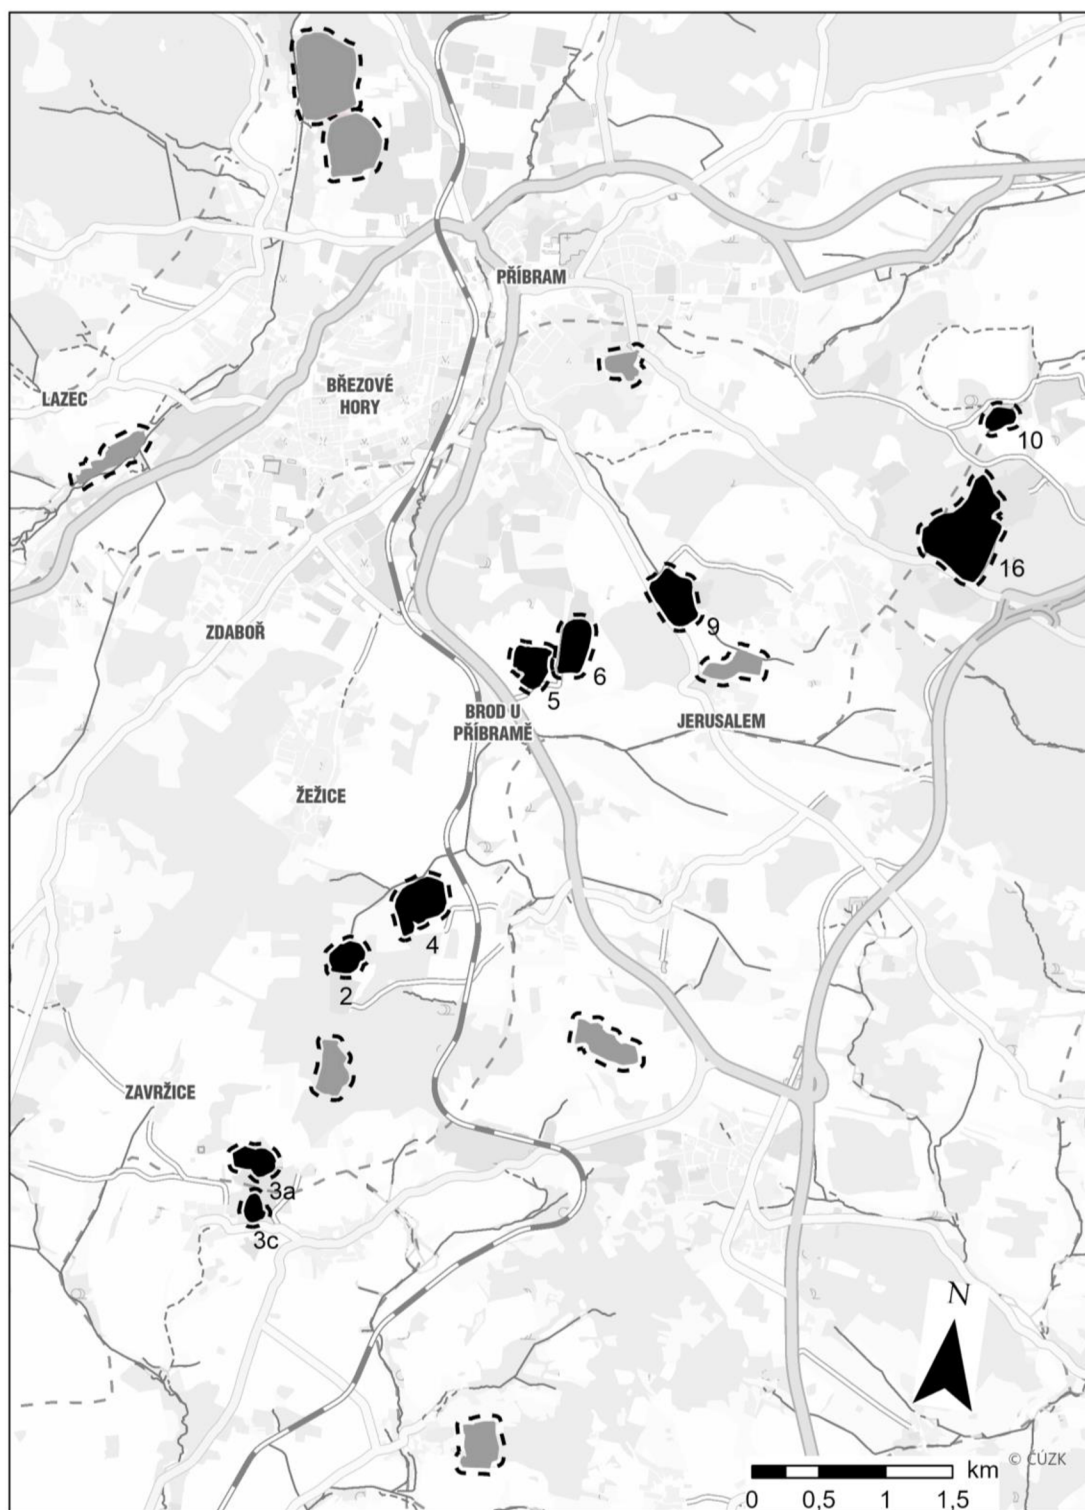 PŘÍBRAM
BŘEZOVÉ
HORY
LAZEC
10
16
ZDABOŘ
9
6
5
BROD U
PŘÍBRAMĚ
JERUSALEM
ŽEŽICE
4
2
ZAVRŽICE
3a
3c
N
© ČÚZK
km
0 0,5 1 1,5